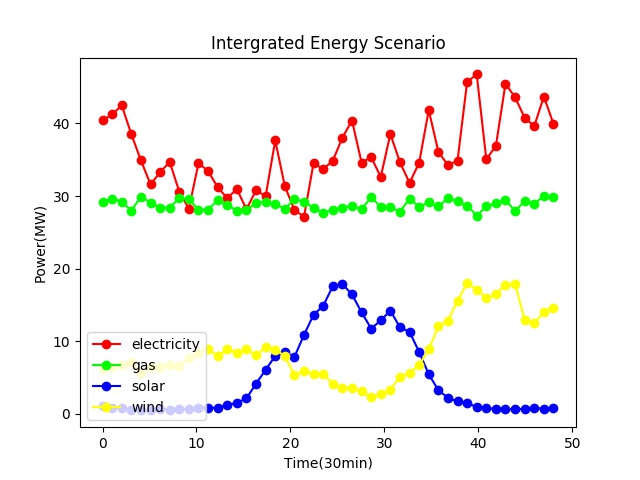 Intergrated Energy Scenario
Power(MW)
40
30
20
10
0
electricity
gas
solar
wind
0 10 20 30 40 50
Time(30min)